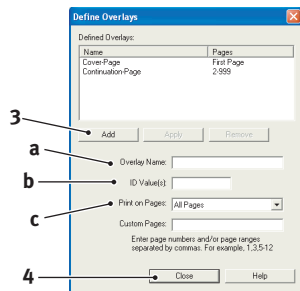 Define Overlays
Defined Overlays:
Name Pages
Cover-Page First Page
Continuation-Page 2-999
3
Add Apply Remove
a Overlay Name:
b ID Value(s):
c Print on Pages: All Pages
Custom Pages:
Enter page numbers and/or page ranges
separated by commas. For example, 1,3,5-12
4 Close Help